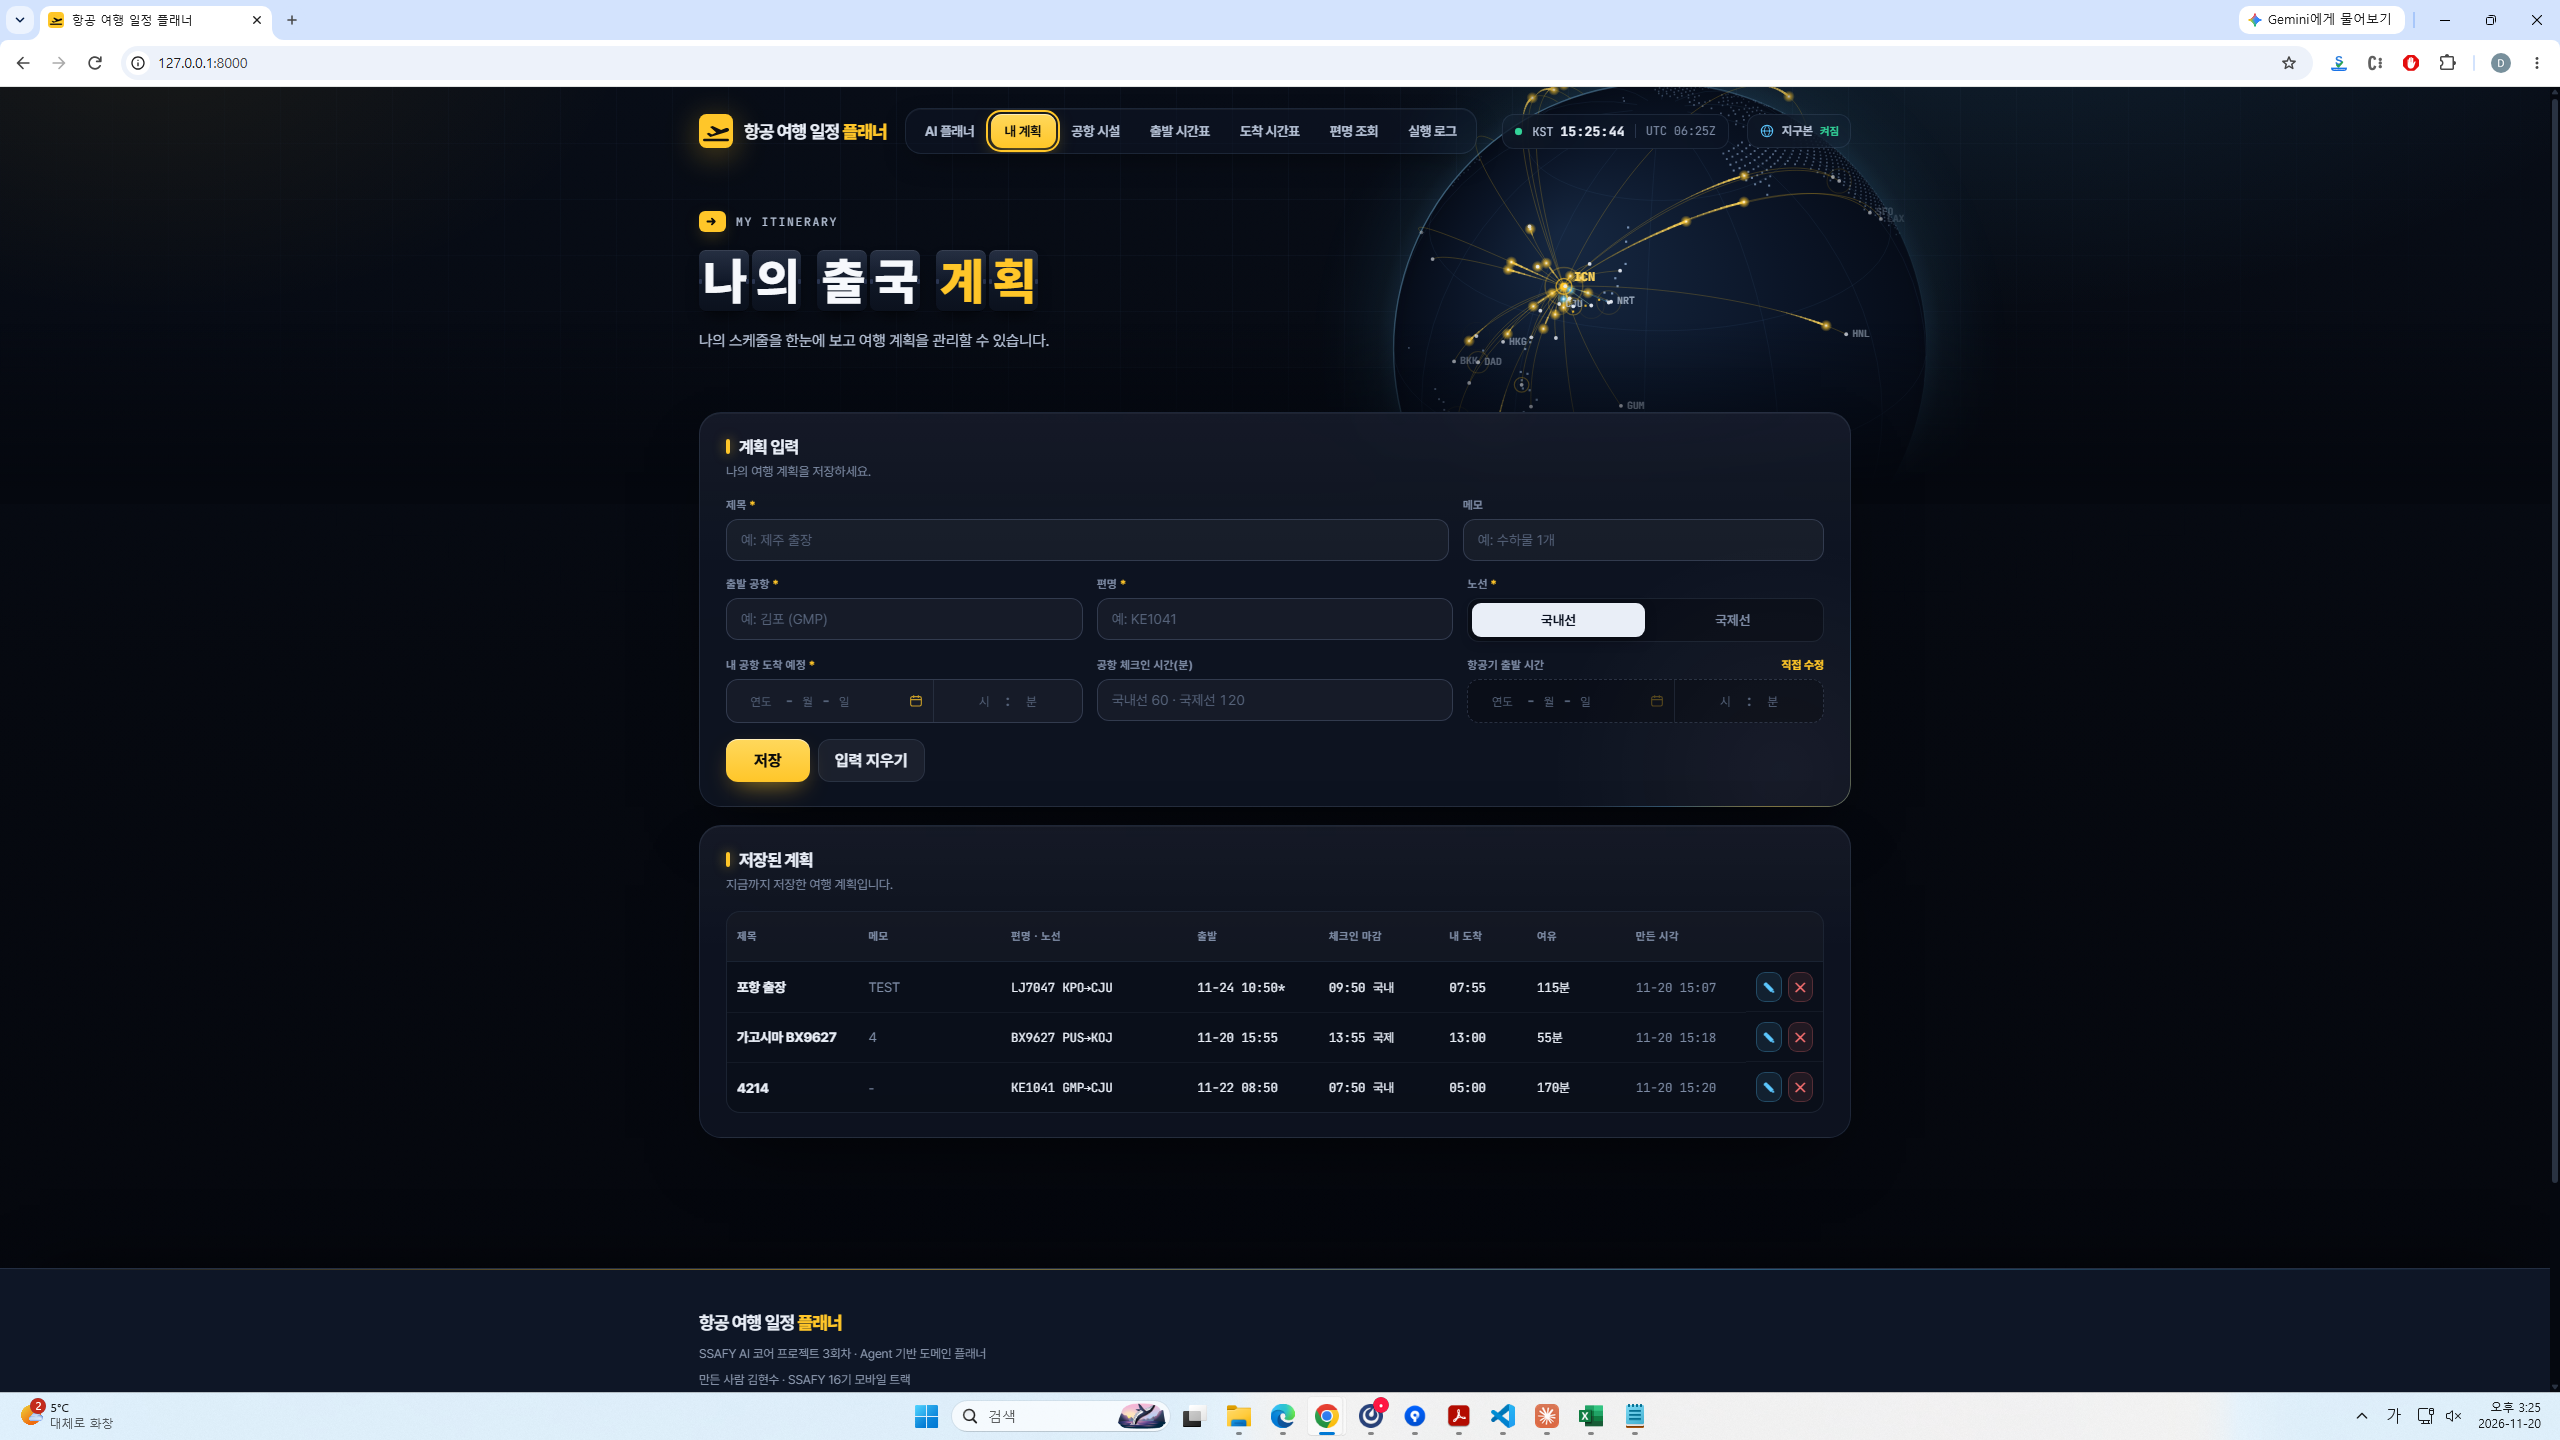 항공 여행 일정 플래너
Gemini에게 물어보기
127.0.0.1:8000
D
항공 여행 일정 플래너
AI 플래너
내 계획
공항 시설
출발 시간표
도착 시간표
편명 조회
실행 로그
KST 15:25:44
UTC 06:25Z
지구본 켜짐
MY ITINERARY
나의 출국 계획
나의 스케줄을 한눈에 보고 여행 계획을 관리할 수 있습니다.
SFO
LAX
ICN
NRT
HKG
HNL
BKK
DAD
GUM
계획 입력
나의 여행 계획을 저장하세요.
제목 *
메모
예: 제주 출장
예: 수하물 1개
출발 공항 *
편명 *
노선 *
예: 김포 (GMP)
예: KE1041
국내선
국제선
내 공항 도착 예정 *
공항 체크인 시간(분)
항공기 출발 시간
직접 수정
연도 - 월 - 일
시 : 분
국내선 60 · 국제선 120
연도 - 월 - 일
시 : 분
저장
입력 지우기
저장된 계획
지금까지 저장한 여행 계획입니다.
제목 메모 편명 · 노선 출발 체크인 마감 내 도착 여유 만든 시각
포항 출장 TEST LJ7047 KPO→CJU 11-24 10:50* 09:50 국내 07:55 115분 11-20 15:07
가고시마 BX9627 4 BX9627 PUS→KOJ 11-20 15:55 13:55 국제 13:00 55분 11-20 15:18
4214 - KE1041 GMP→CJU 11-22 08:50 07:50 국내 05:00 170분 11-20 15:20
항공 여행 일정 플래너
SSAFY AI 코어 프로젝트 3회차 · Agent 기반 도메인 플래너
만든 사람 김현수 · SSAFY 16기 모바일 트랙
2
5°C
대체로 화창
검색
가
오후 3:25
2026-11-20